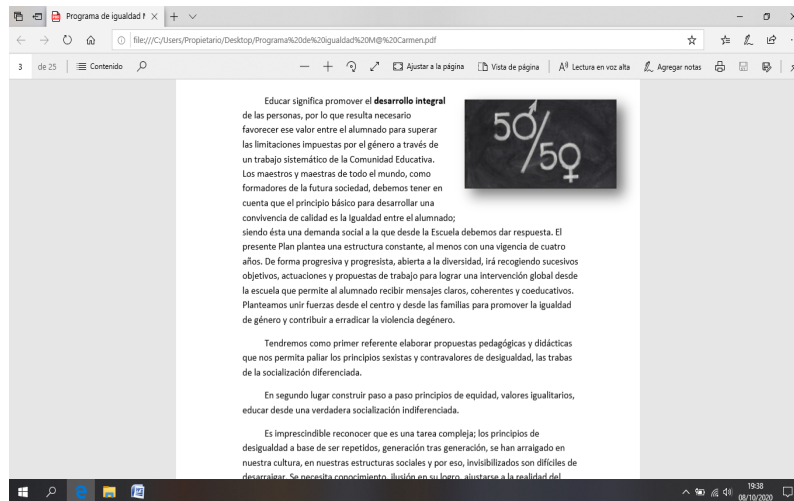 Programa de igualdad M
file:///C:/Users/Propietario/Desktop/Programa%20de%20igualdad%20M@%20Carmen.pdf
3 de 25 Contenido Ajustar a la página Vista de página Lectura en voz alta Agregar notas
Educar significa promover el desarrollo integral
de las personas, por lo que resulta necesario
favorecer ese valor entre el alumnado para superar
las limitaciones impuestas por el género a través de
un trabajo sistemático de la Comunidad Educativa.
Los maestros y maestras de todo el mundo, como
formadores de la futura sociedad, debemos tener en
cuenta que el principio básico para desarrollar una
convivencia de calidad es la Igualdad entre el alumnado;
50/50
siendo ésta una demanda social a la que desde la Escuela debemos dar respuesta. El
presente Plan plantea una estructura constante, al menos con una vigencia de cuatro
años. De forma progresiva y progresista, abierta a la diversidad, irá recogiendo sucesivos
objetivos, actuaciones y propuestas de trabajo para lograr una intervención global desde
la escuela que permite al alumnado recibir mensajes claros, coherentes y coeducativos.
Planteamos unir fuerzas desde el centro y desde las familias para promover la igualdad
de género y contribuir a erradicar la violencia degénero.
Tendremos como primer referente elaborar propuestas pedagógicas y didácticas
que nos permita paliar los principios sexistas y contravalores de desigualdad, las trabas
de la socialización diferenciada.
En segundo lugar construir paso a paso principios de equidad, valores igualitarios,
educar desde una verdadera socialización indiferenciada.
Es imprescindible reconocer que es una tarea compleja; los principios de
desigualdad a base de ser repetidos, generación tras generación, se han arraigado en
nuestra cultura, en nuestras estructuras sociales y por eso, invisibilizados son difíciles de
desarraigar. Se necesita conocimiento, ilusión en su logro, ajustarse a la realidad del
19:38
08/10/2020